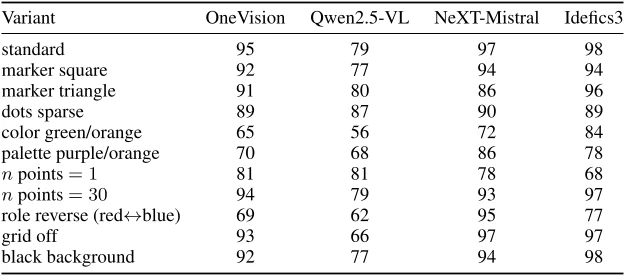 Variant OneVision Qwen2.5-VL NeXT-Mistral Idefics3
standard 95 79 97 98
marker square 92 77 94 94
marker triangle 91 80 86 96
dots sparse 89 87 90 89
color green/orange 65 56 72 84
palette purple/orange 70 68 86 78
n points = 1 81 81 78 68
n points = 30 94 79 93 97
role reverse (red↔blue) 69 62 95 77
grid off 93 66 97 97
black background 92 77 94 98